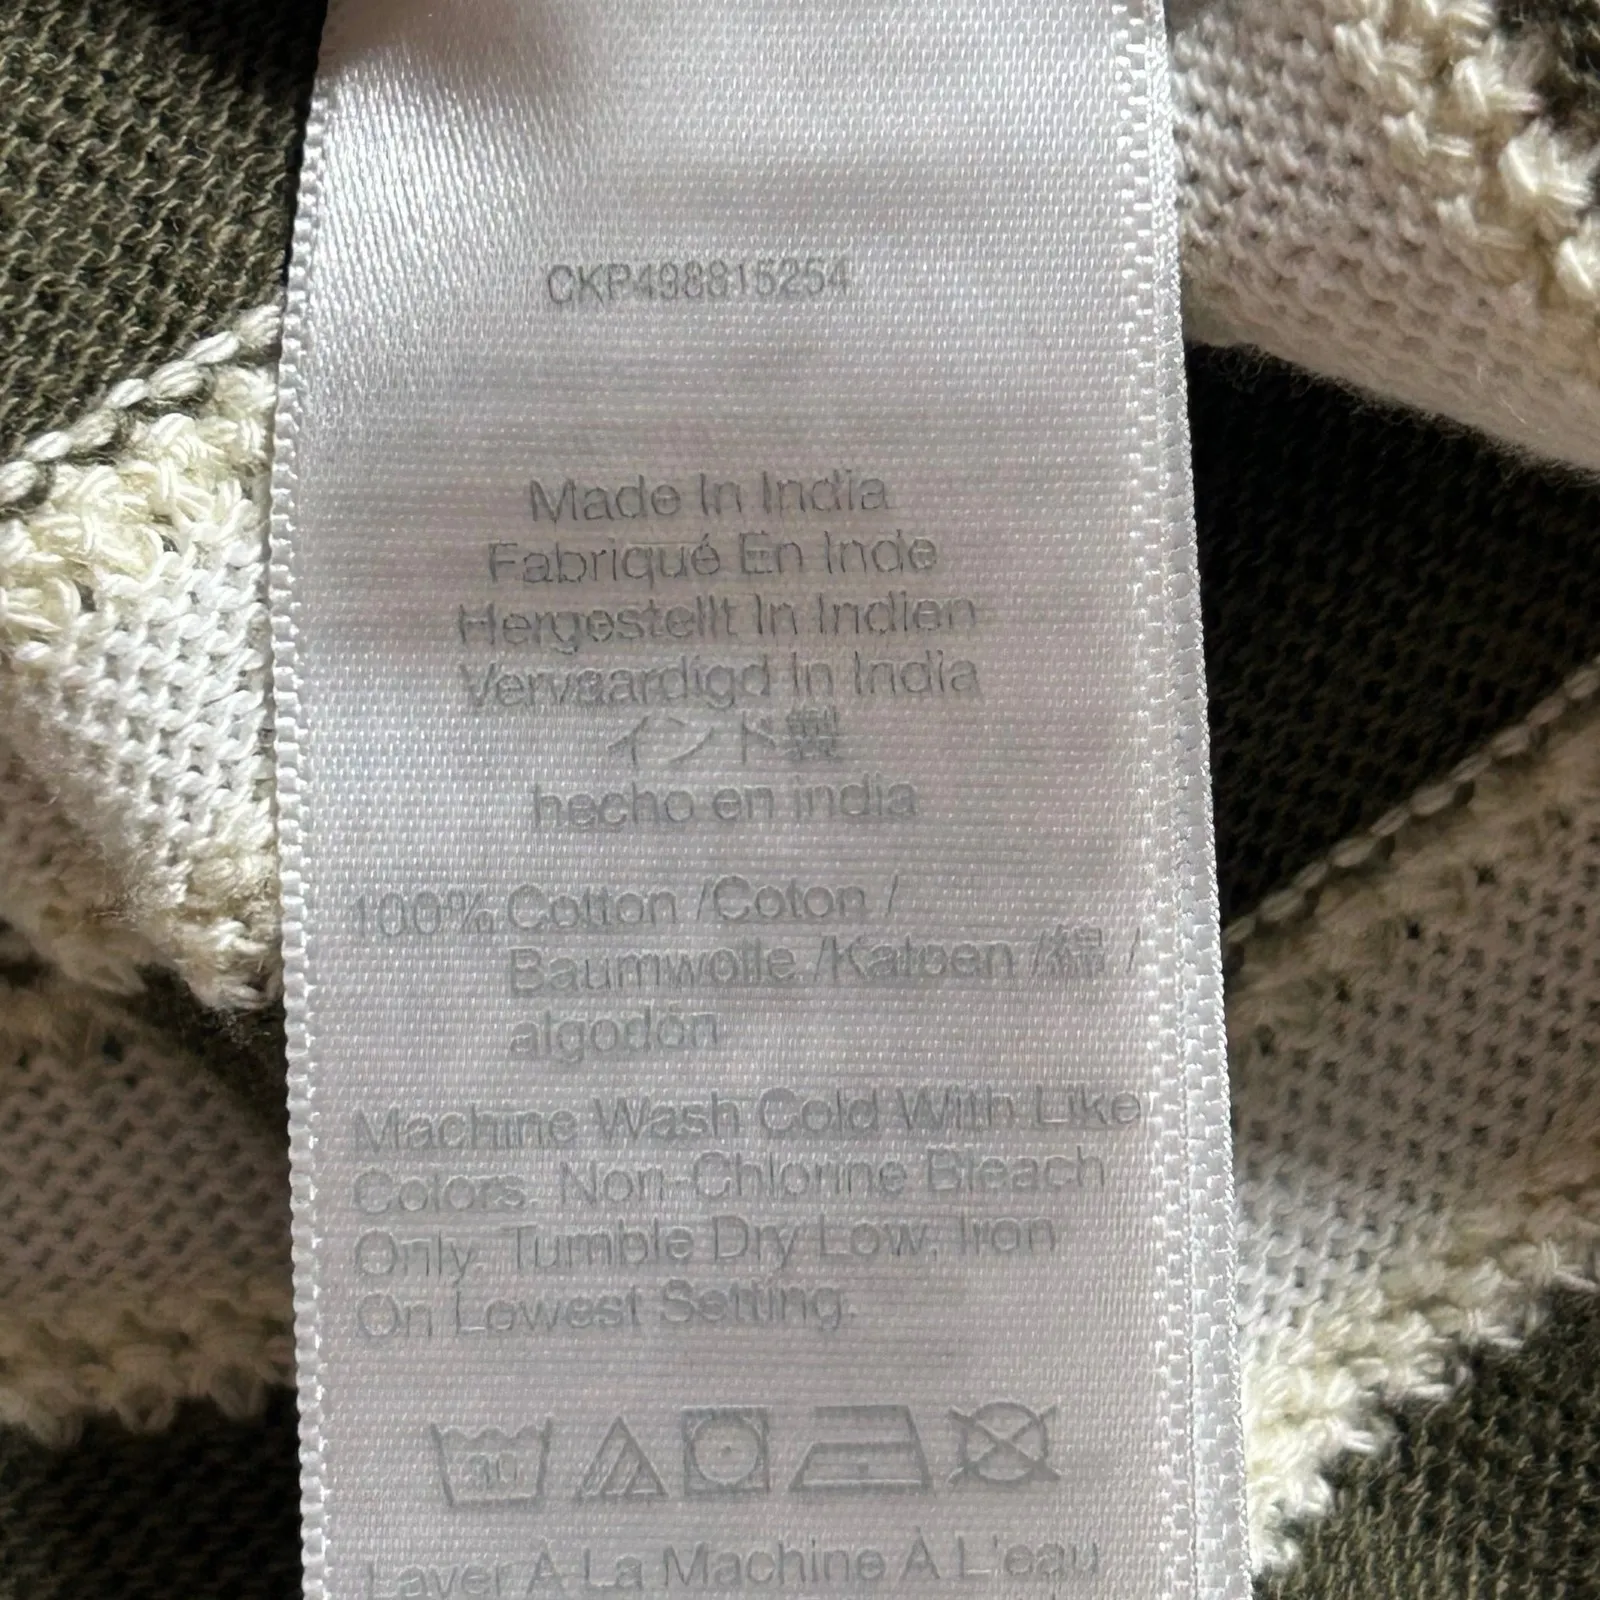 CKP498815254
Made In India
Fabriqué En Inde
Hergestellt In Indien
Vervaardigd In India
インド製
hecho en india
100% Cotton /Coton /
Baumwolle /Katoen /綿 /
algodón
Machine Wash Cold With Like
Colors. Non-Chlorine Bleach
Only. Tumble Dry Low. Iron
On Lowest Setting.
30
Laver À La Machine À L'eau